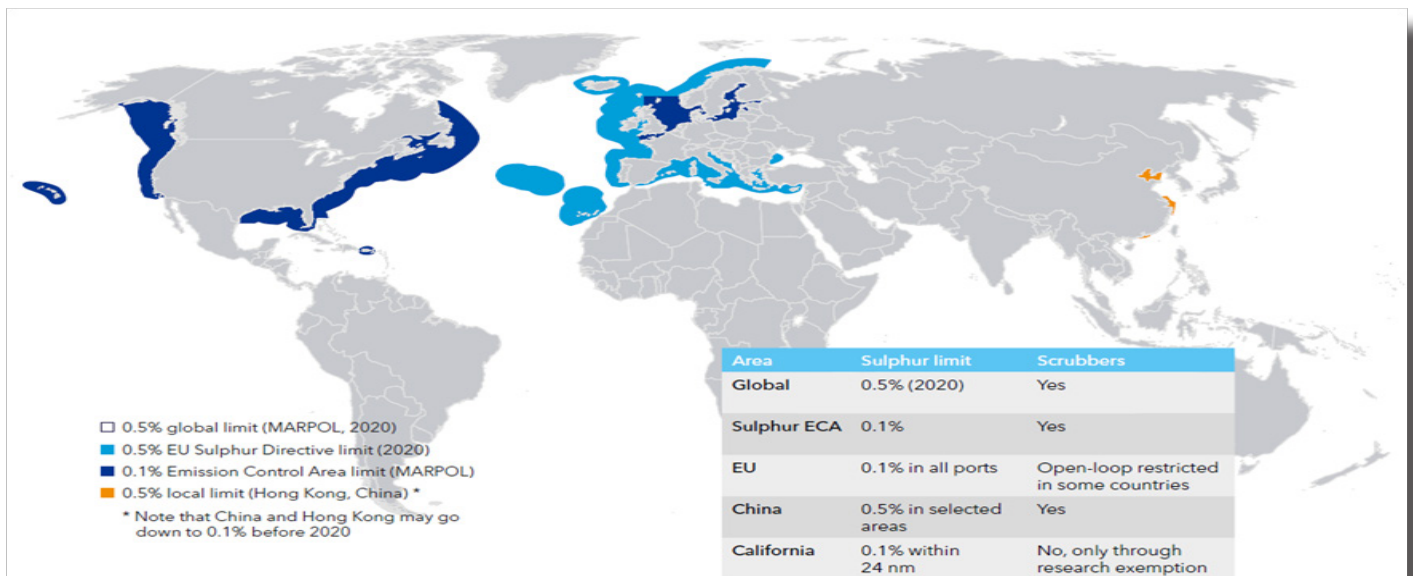 0.5% global limit (MARPOL, 2020)
0.5% EU Sulphur Directive limit (2020)
0.1% Emission Control Area limit (MARPOL)
0.5% local limit (Hong Kong, China) *
* Note that China and Hong Kong may go
down to 0.1% before 2020
Area Sulphur limit Scrubbers
Global 0.5% (2020) Yes
Sulphur ECA 0.1% Yes
EU 0.1% in all ports Open-loop restricted
in some countries
China 0.5% in selected Yes
areas
California 0.1% within No, only through
24 nm research exemption